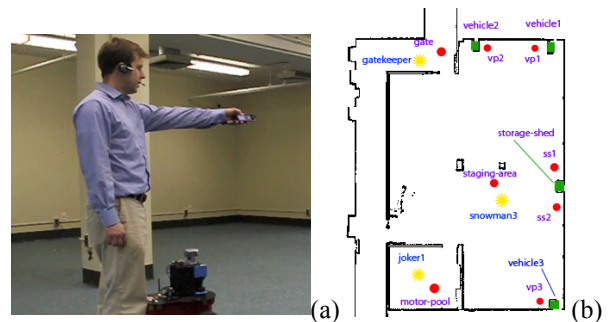 vehicle2
vehicle1
gate
gatekeeper
vp2
vp1
storage-shed
ss1
staging-area
snowman3
ss2
joker1
vehicle3
motor-pool
vp3
(a)
(b)